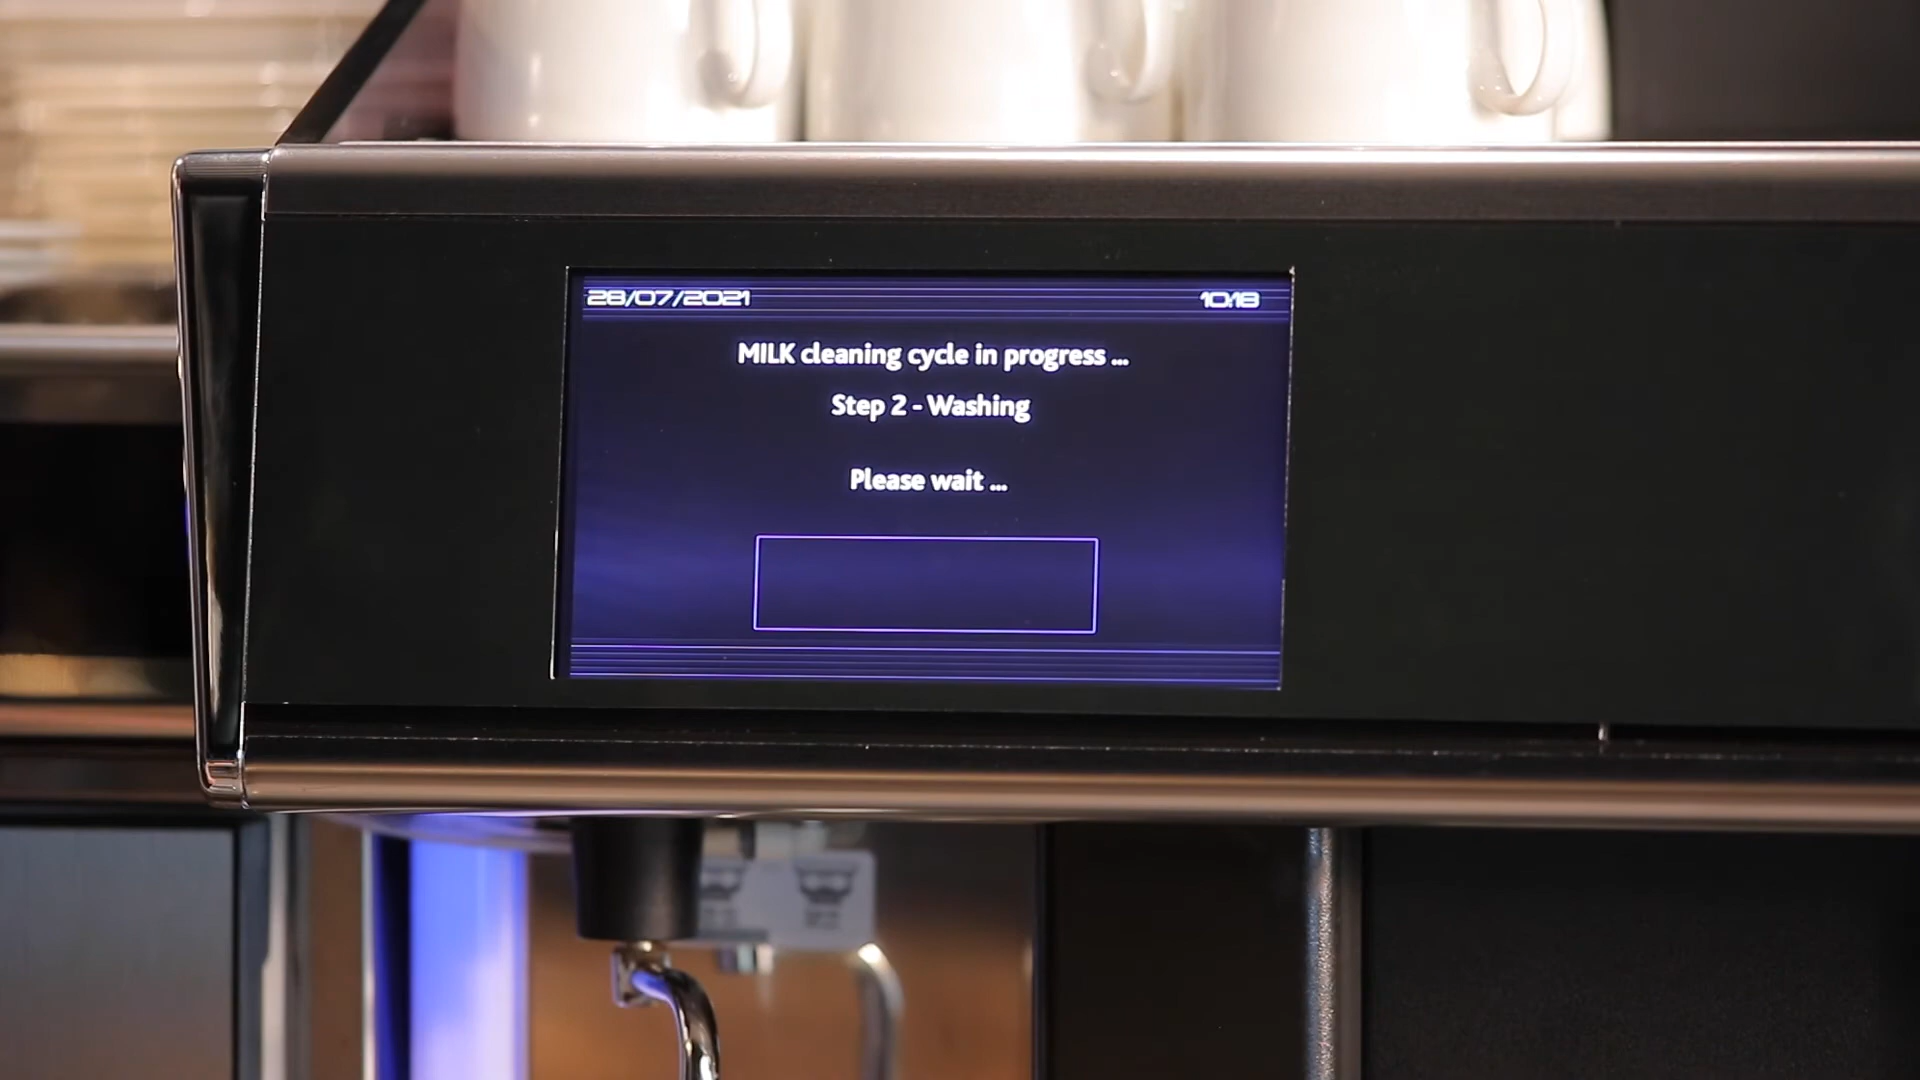 28/07/2021 10:18
MILK cleaning cycle in progress ...
Step 2 - Washing
Please wait ...